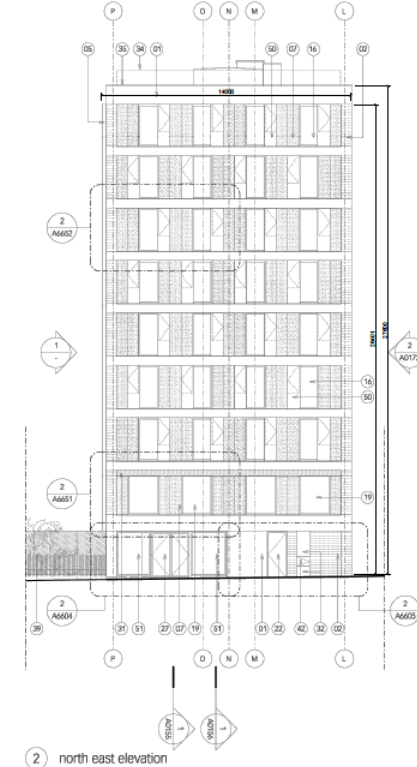 P O N M L
05 35 34 01 50 07 16 02
14000
2
A6652
1
-
2
16
50
2
A6651
19
2
A6604
2
A6605
39 31 51 27 07 19 51 01 22 42 32 02
P O N M L
A0155 1
A0156 1
2 north east elevation